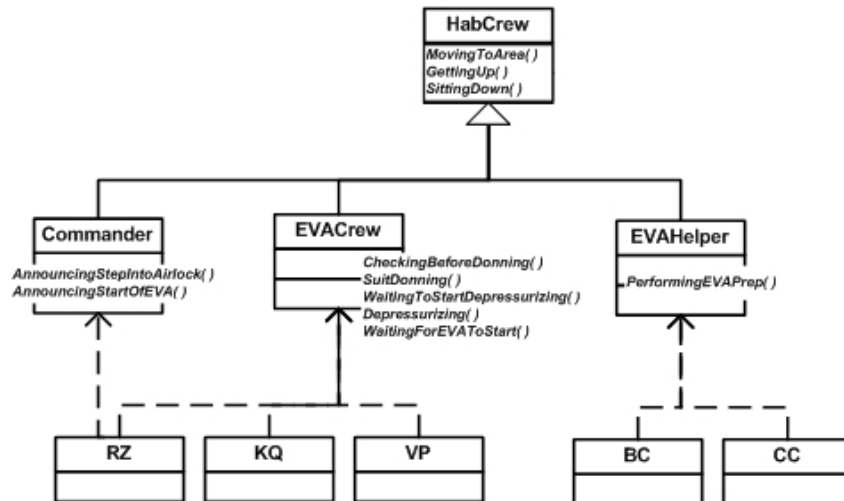 HabCrew
MovingToArea( )
GettingUp( )
SittingDown( )
Commander
AnnouncingStepIntoAirlock( )
AnnouncingStartOfEVA( )
EVACrew
CheckingBeforeDonning( )
SuitDonning( )
WaitingToStartDepressurizing( )
Depressurizing( )
WaitingForEVAToStart( )
EVAHelper
PerformingEVAPrep( )
RZ
KQ
VP
BC
CC